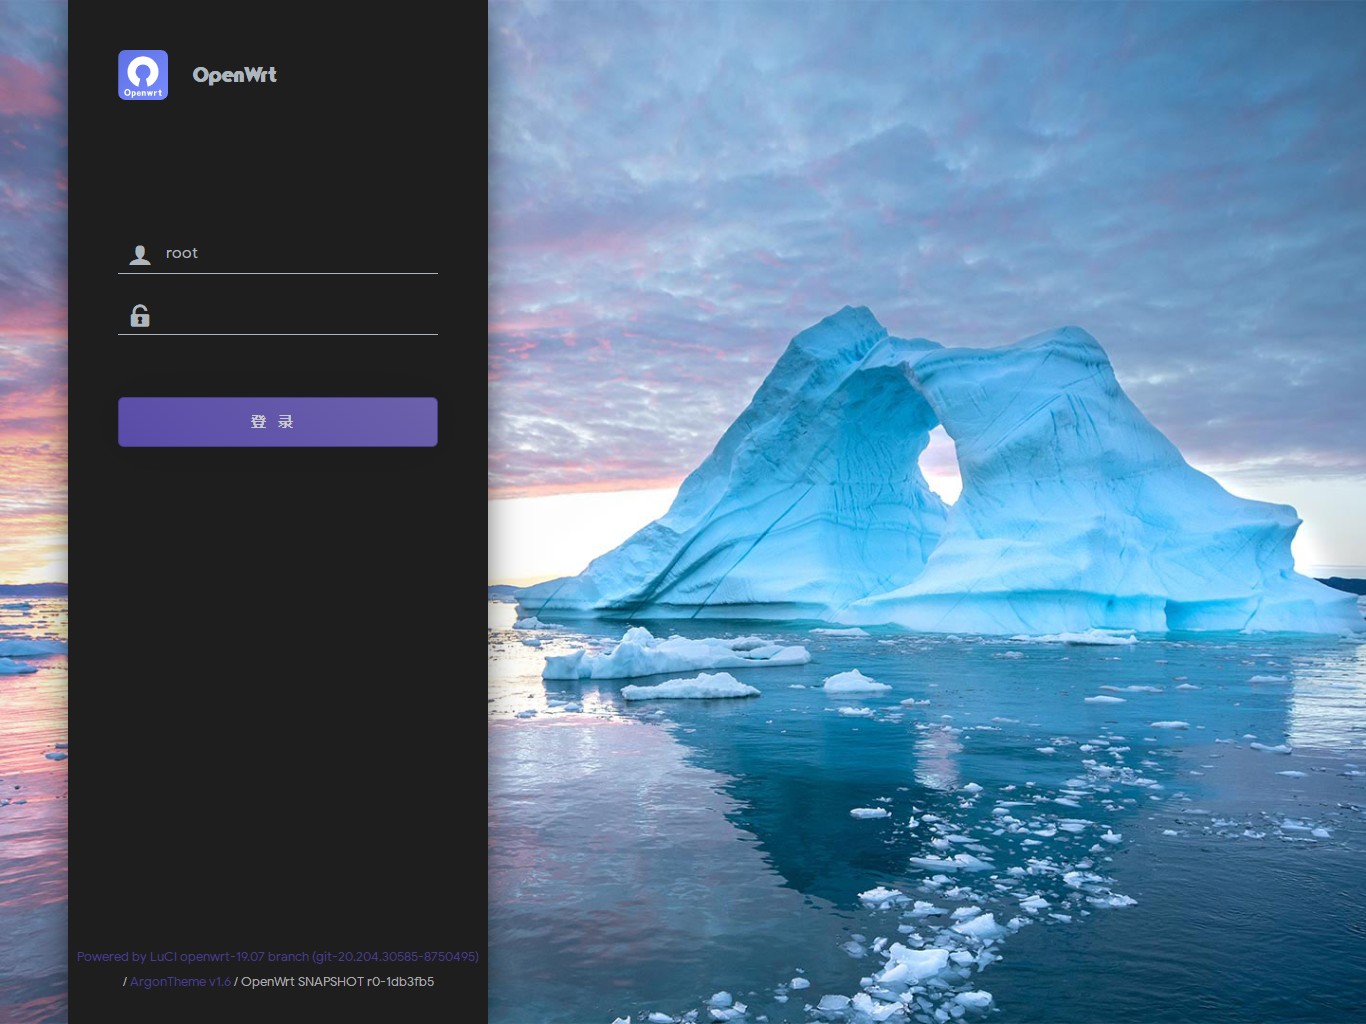 Openwrt
OpenWrt
root
登 录
Powered by LuCI openwrt-19.07 branch (git-20.204.30585-8750495)
/ ArgonTheme v1.6 / OpenWrt SNAPSHOT r0-1db3fb5